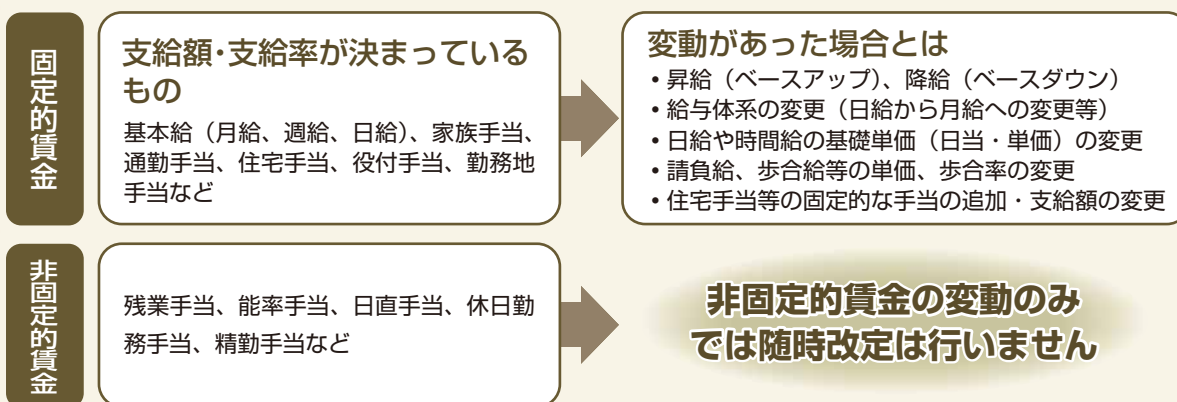 固定的賃金
支給額・支給率が決まっている
もの
基本給（月給、週給、日給）、家族手当、
通勤手当、住宅手当、役付手当、勤務地
手当など
変動があった場合とは
• 昇給（ベースアップ）、降給（ベースダウン）
• 給与体系の変更（日給から月給への変更等）
• 日給や時間給の基礎単価（日当・単価）の変更
• 請負給、歩合給等の単価、歩合率の変更
• 住宅手当等の固定的な手当の追加・支給額の変更
非固定的賃金
残業手当、能率手当、日直手当、休日勤
務手当、精勤手当など
非固定的賃金の変動のみ
では随時改定は行いません